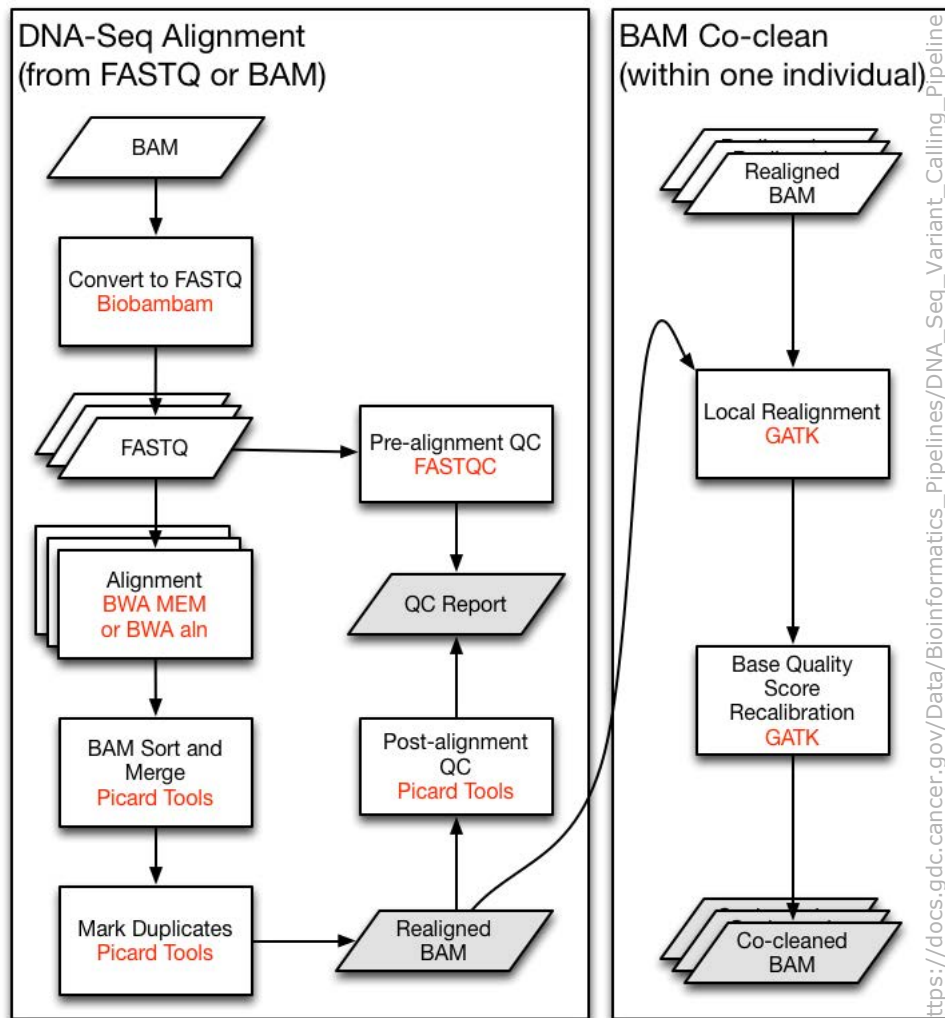 DNA-Seq Alignment
(from FASTQ or BAM)
BAM
Convert to FASTQ
Biobambam
FASTQ
Pre-alignment QC
FASTQC
Alignment
BWA MEM
or BWA aln
QC Report
BAM Sort and
Merge
Picard Tools
Post-alignment
QC
Picard Tools
Mark Duplicates
Picard Tools
Realigned
BAM
BAM Co-clean
(within one individual)
Realigned
BAM
Local Realignment
GATK
Base Quality
Score
Recalibration
GATK
Co-cleaned
BAM
ttps://docs.gdc.cancer.gov/Data/Bioinformatics_Pipelines/DNA_Seq_Variant_Calling_Pipeline